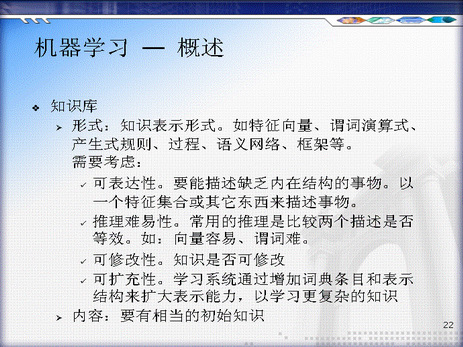 机器学习 — 概述
❖ 知识库
➢ 形式：知识表示形式。如特征向量、谓词演算式、
产生式规则、过程、语义网络、框架等。
需要考虑：
✓ 可表达性。要能描述缺乏内在结构的事物。以
一个特征集合或其它东西来描述事物。
✓ 推理难易性。常用的推理是比较两个描述是否
等效。如：向量容易、谓词难。
✓ 可修改性。知识是否可修改
✓ 可扩充性。学习系统通过增加词典条目和表示
结构来扩大表示能力，以学习更复杂的知识
➢ 内容：要有相当的初始知识
22